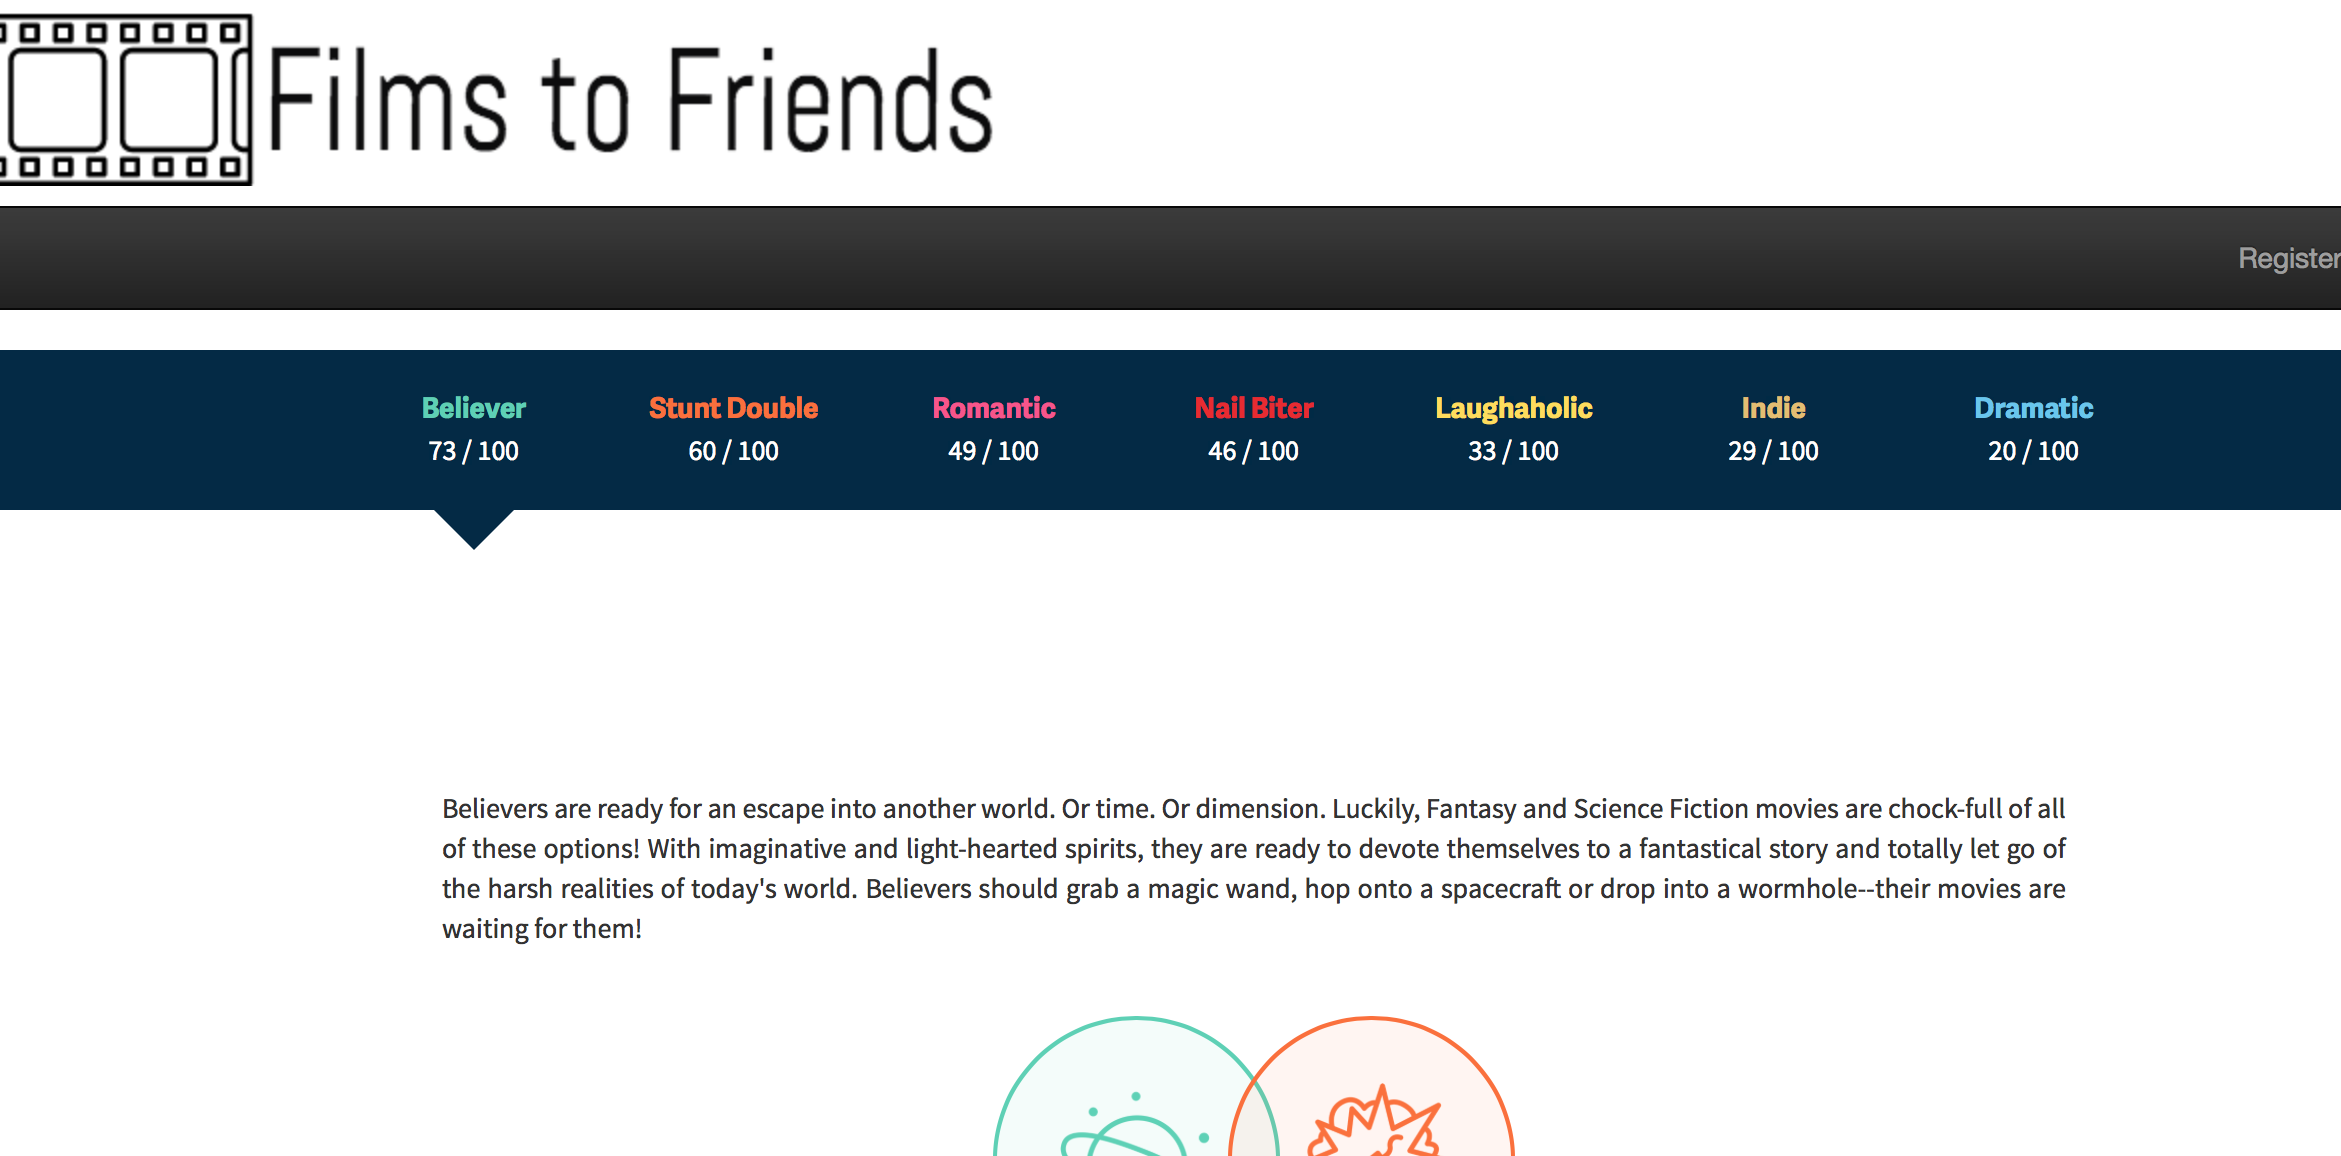 Films to Friends
Register
Believer Stunt Double Romantic Nail Biter Laughaholic Indie Dramatic
73 / 100 60 / 100 49 / 100 46 / 100 33 / 100 29 / 100 20 / 100
Believers are ready for an escape into another world. Or time. Or dimension. Luckily, Fantasy and Science Fiction movies are chock-full of all
of these options! With imaginative and light-hearted spirits, they are ready to devote themselves to a fantastical story and totally let go of
the harsh realities of today's world. Believers should grab a magic wand, hop onto a spacecraft or drop into a wormhole--their movies are
waiting for them!